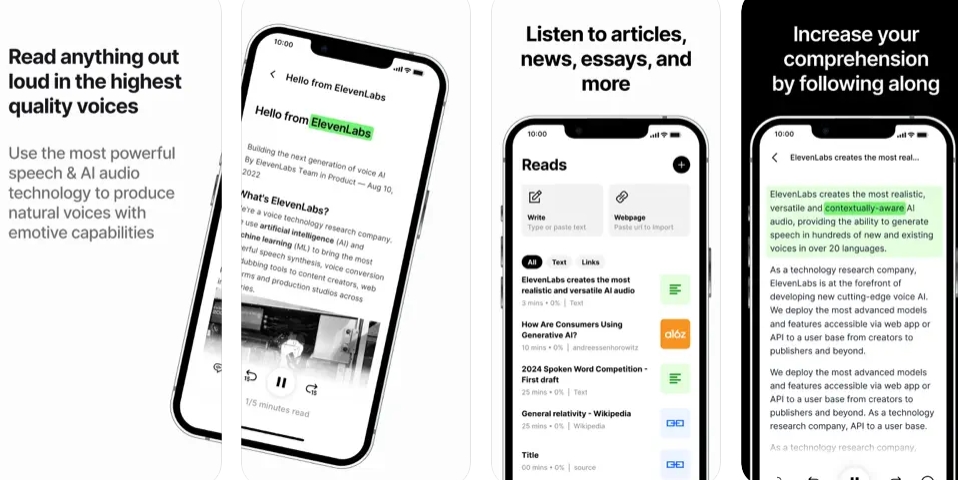 Read anything out
loud in the highest
quality voices
Use the most powerful
speech & AI audio
technology to produce
natural voices with
emotive capabilities
10:00
Hello from ElevenLabs
Hello from ElevenLabs
Building the next generation of voice AI
By ElevenLabs Team in Product — Aug 10,
2022
What's ElevenLabs?
e're a voice technology research company.
use artificial intelligence (AI) and
chine learning (ML) to bring the most
erful speech synthesis, voice conversion
dubbing tools to content creators, web
rms and production studios across
ries.
15
15
1/5 minutes read
Listen to articles,
news, essays, and
more
10:00
Reads
Write
Type or paste text
Webpage
Paste url to import
All Text Links
ElevenLabs creates the most
realistic and versatile AI audio
3 mins • 0% | Text
How Are Consumers Using
Generative AI?
10 mins • 0% | andreessenhorowitz
a16z
2024 Spoken Word Competition -
First draft
25 mins • 0% | Text
General relativity - Wikipedia
25 mins • 0% | Wikipedia
Title
00 mins • 0% | source
Increase your
comprehension
by following along
10:00
ElevenLabs creates the most real...
ElevenLabs creates the most realistic,
versatile and contextually-aware AI
audio, providing the ability to generate
speech in hundreds of new and existing
voices in over 20 languages.
As a technology research company,
ElevenLabs is at the forefront of
developing new cutting-edge voice AI.
We deploy the most advanced models
and features accessible via web app or
API to a user base from creators to
publishers and beyond.
We deploy the most advanced models
and features accessible via web app or
API to a user base from creators to
publishers and beyond. As a technology
research company, API to a user base.
As a technology research company,